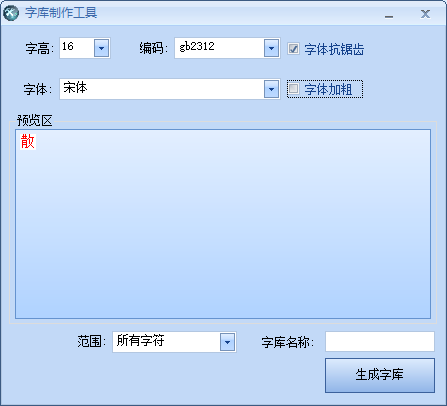 字库制作工具
字高: 16 编码: gb2312 字体抗锯齿
字体: 宋体 字体加粗
预览区
散
范围: 所有字符 字库名称:
生成字库